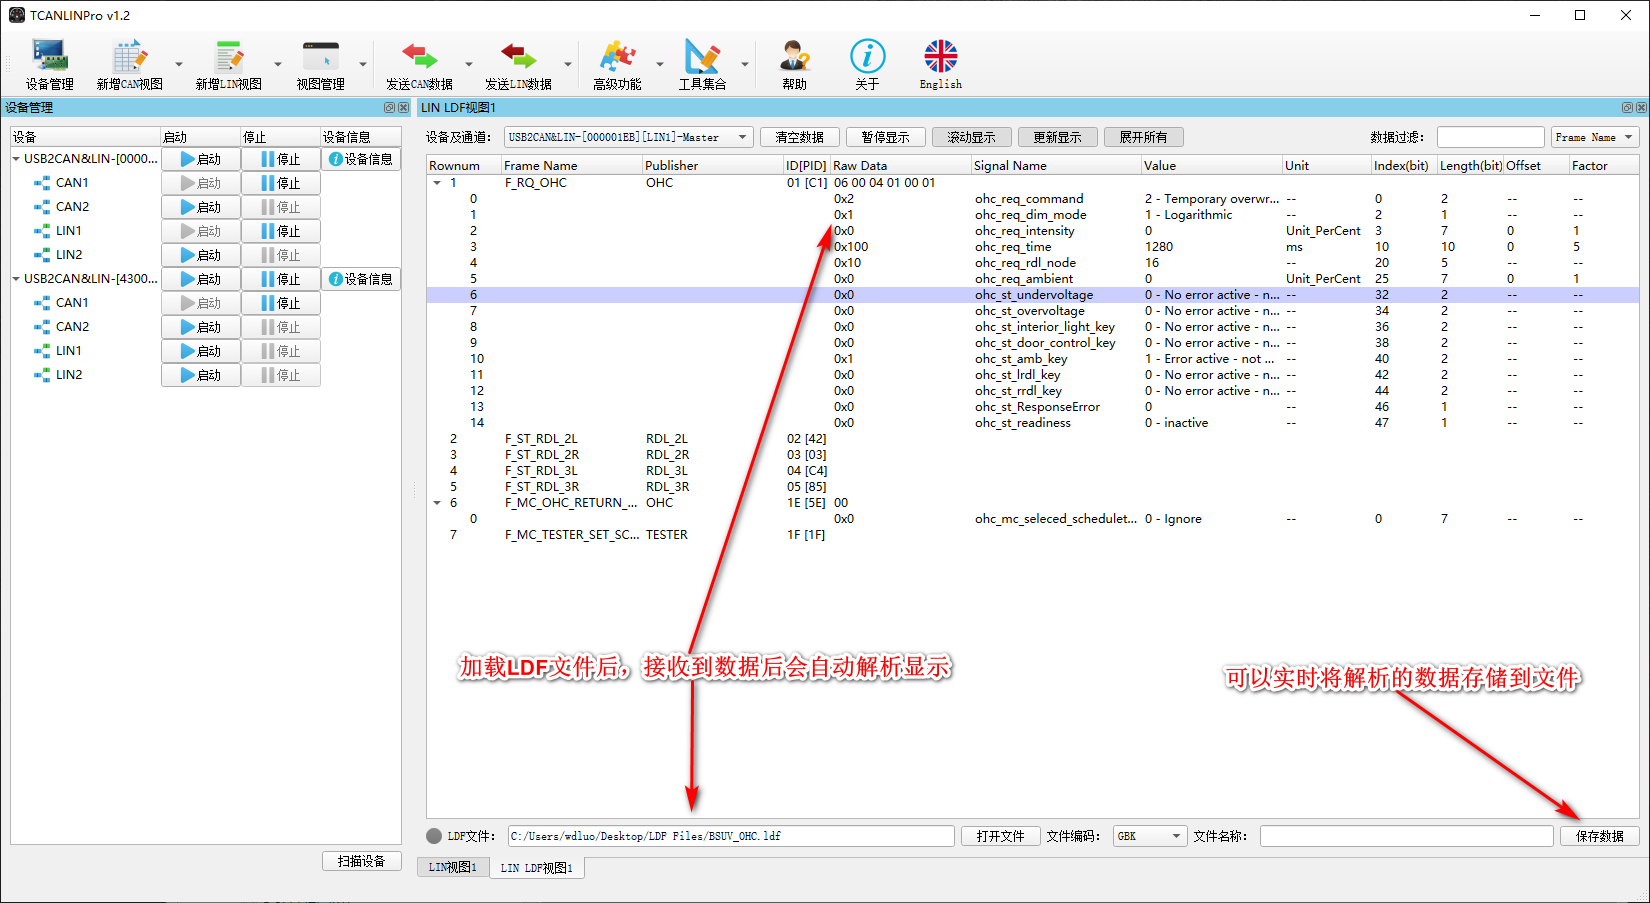 TCANLINPro v1.2
设备管理
新增CAN视图
新增LIN视图
视图管理
发送CAN数据
发送LIN数据
高级功能
工具集合
帮助
关于
English
设备管理
LIN LDF视图1
设备 启动 停止 设备信息
USB2CAN&LIN-[0000... 启动 停止 设备信息
CAN1 启动 停止
CAN2 启动 停止
LIN1 启动 停止
LIN2 启动 停止
USB2CAN&LIN-[4300... 启动 停止 设备信息
CAN1 启动 停止
CAN2 启动 停止
LIN1 启动 停止
LIN2 启动 停止
扫描设备
设备及通道: USB2CAN&LIN-[000001EB][LIN1]-Master 清空数据 暂停显示 滚动显示 更新显示 展开所有 数据过滤: Frame Name
Rownum Frame Name Publisher ID[PID] Raw Data Signal Name Value Unit Index(bit) Length(bit) Offset Factor
1 F_RQ_OHC OHC 01 [C1] 06 00 04 01 00 01
0 0x2 ohc_req_command 2 - Temporary overwr... -- 0 2 -- --
1 0x1 ohc_req_dim_mode 1 - Logarithmic -- 2 1 -- --
2 0x0 ohc_req_intensity 0 Unit_PerCent 3 7 0 1
3 0x100 ohc_req_time 1280 ms 10 10 0 5
4 0x10 ohc_req_rdl_node 16 -- 20 5 -- --
5 0x0 ohc_req_ambient 0 Unit_PerCent 25 7 0 1
6 0x0 ohc_st_undervoltage 0 - No error active - n... -- 32 2 -- --
7 0x0 ohc_st_overvoltage 0 - No error active - n... -- 34 2 -- --
8 0x0 ohc_st_interior_light_key 0 - No error active - n... -- 36 2 -- --
9 0x0 ohc_st_door_control_key 0 - No error active - n... -- 38 2 -- --
10 0x1 ohc_st_amb_key 1 - Error active - not ... -- 40 2 -- --
11 0x0 ohc_st_lrdl_key 0 - No error active - n... -- 42 2 -- --
12 0x0 ohc_st_rrdl_key 0 - No error active - n... -- 44 2 -- --
13 0x0 ohc_st_ResponseError 0 -- 46 1 -- --
14 0x0 ohc_st_readiness 0 - inactive -- 47 1 -- --
2 F_ST_RDL_2L RDL_2L 02 [42]
3 F_ST_RDL_2R RDL_2R 03 [03]
4 F_ST_RDL_3L RDL_3L 04 [C4]
5 F_ST_RDL_3R RDL_3R 05 [85]
6 F_MC_OHC_RETURN_... OHC 1E [5E] 00
0 0x0 ohc_mc_seleced_schedulet... 0 - Ignore -- 0 7 -- --
7 F_MC_TESTER_SET_SC... TESTER 1F [1F]
加载LDF文件后，接收到数据后会自动解析显示
可以实时将解析的数据存储到文件
LDF文件: C:/Users/wdluo/Desktop/LDF Files/BSUV_OHC.ldf 打开文件 文件编码: GBK 文件名称: 保存数据
LIN视图1 LIN LDF视图1